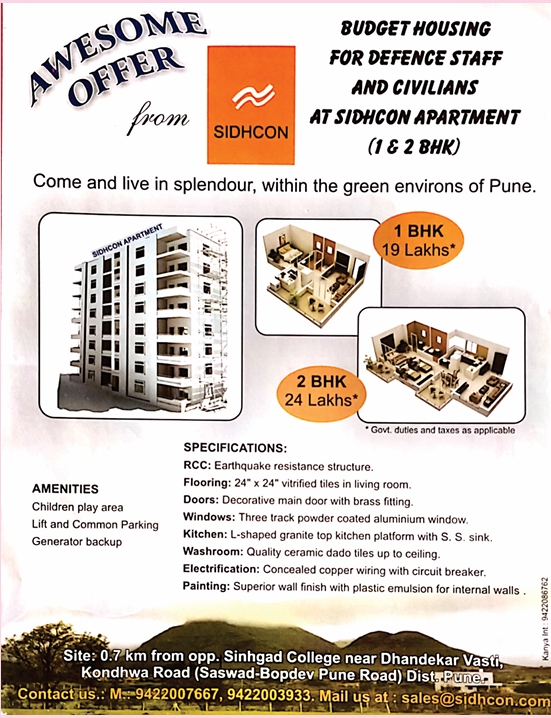 AWESOME
OFFER
from
SIDHCON
BUDGET HOUSING
FOR DEFENCE STAFF
AND CIVILIANS
AT SIDHCON APARTMENT
(1 & 2 BHK)
Come and live in splendour, within the green environs of Pune.
SIDHCON APARTMENT
1 BHK
19 Lakhs*
2 BHK
24 Lakhs*
* Govt. duties and taxes as applicable
AMENITIES
Children play area
Lift and Common Parking
Generator backup
SPECIFICATIONS:
RCC: Earthquake resistance structure.
Flooring: 24" x 24" vitrified tiles in living room.
Doors: Decorative main door with brass fitting.
Windows: Three track powder coated aluminium window.
Kitchen: L-shaped granite top kitchen platform with S. S. sink.
Washroom: Quality ceramic dado tiles up to ceiling.
Electrification: Concealed copper wiring with circuit breaker.
Painting: Superior wall finish with plastic emulsion for internal walls .
Kanya Int.: 9422086762
Site: 0.7 km from opp. Sinhgad College near Dhandekar Vasti,
Kondhwa Road (Saswad-Bopdev Pune Road) Dist. Pune.
Contact us.: M.: 9422007667, 9422003933. Mail us at : sales@sidhcon.com